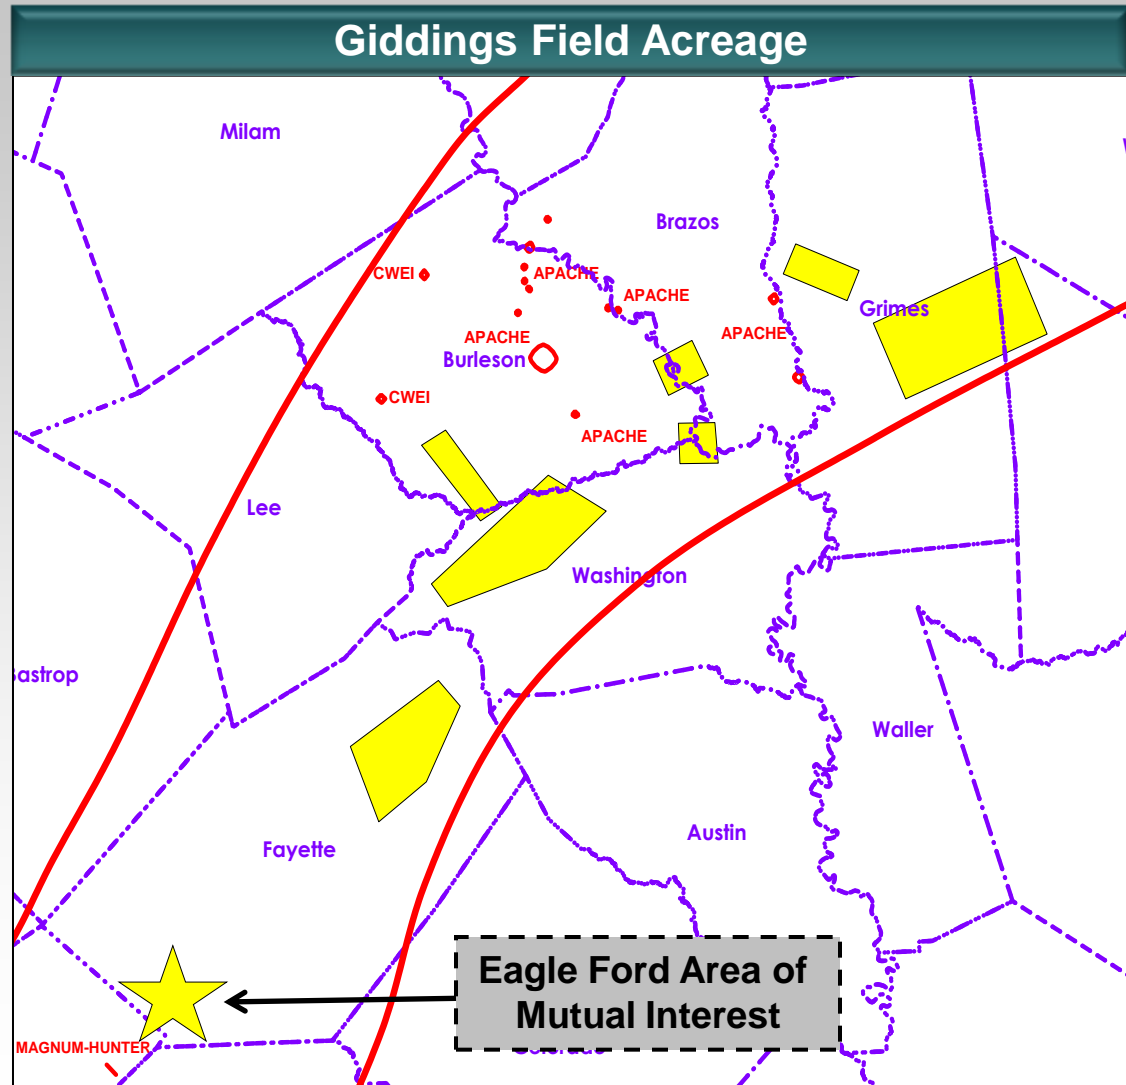 Giddings Field Acreage
Milam
Brazos
CWEI
APACHE
APACHE
Grimes
APACHE
APACHE
Burleson
CWEI
APACHE
Lee
Washington
astrop
Waller
Austin
Fayette
Eagle Ford Area of
Mutual Interest
MAGNUM-HUNTER